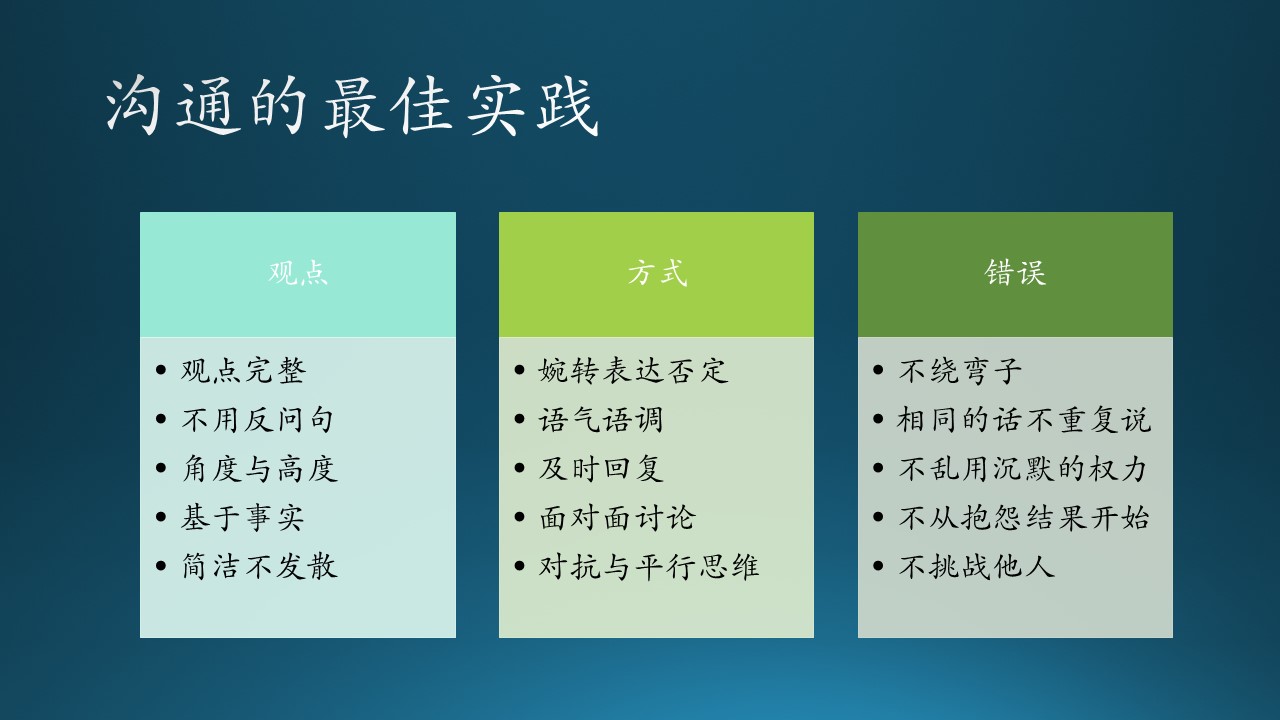 沟通的最佳实践
观点
• 观点完整
• 不用反问句
• 角度与高度
• 基于事实
• 简洁不发散
方式
• 婉转表达否定
• 语气语调
• 及时回复
• 面对面讨论
• 对抗与平行思维
错误
• 不绕弯子
• 相同的话不重复说
• 不乱用沉默的权力
• 不从抱怨结果开始
• 不挑战他人